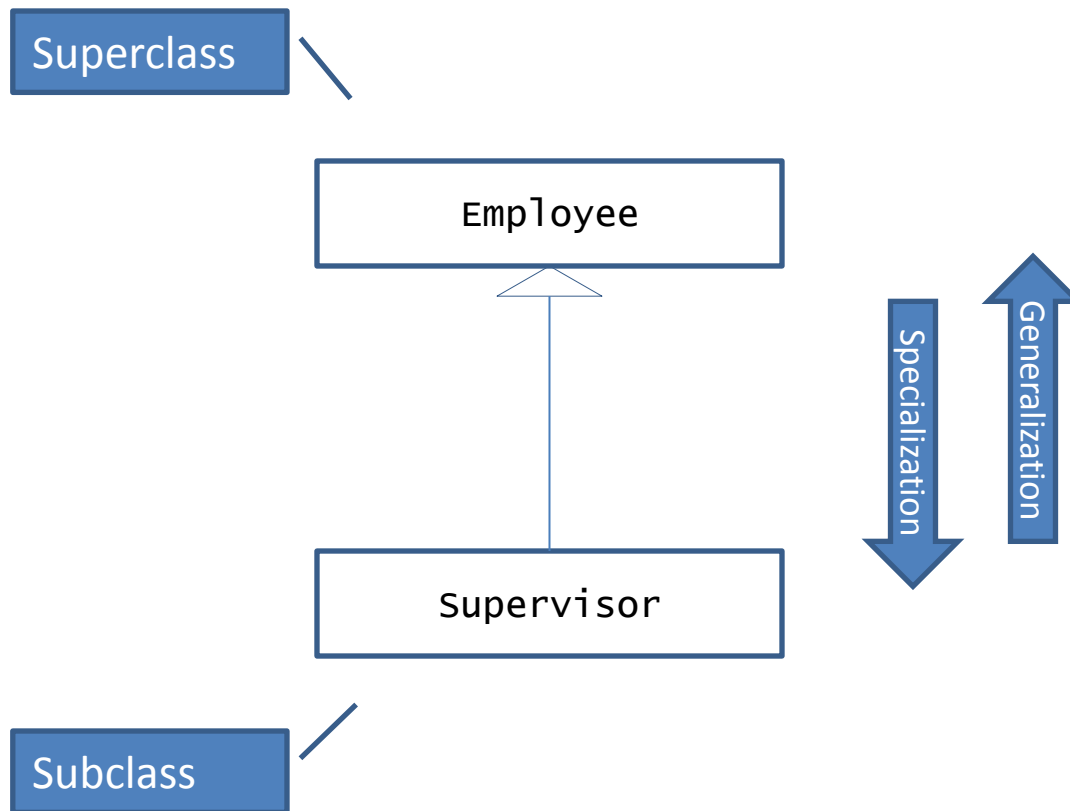 Superclass
Employee
Specialization
Generalization
Supervisor
Subclass